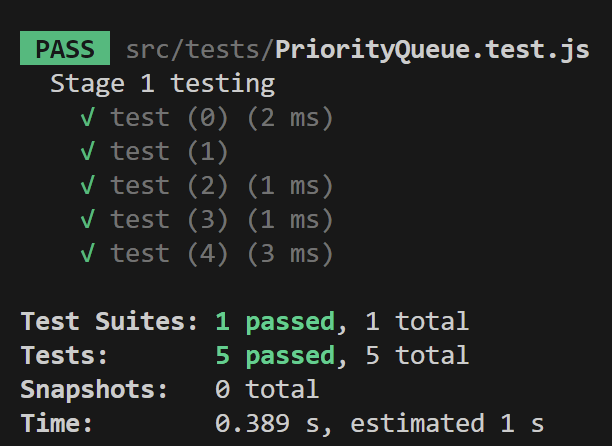 PASS src/tests/PriorityQueue.test.js
Stage 1 testing
√ test (0) (2 ms)
√ test (1)
√ test (2) (1 ms)
√ test (3) (1 ms)
√ test (4) (3 ms)
Test Suites: 1 passed, 1 total
Tests: 5 passed, 5 total
Snapshots: 0 total
Time: 0.389 s, estimated 1 s